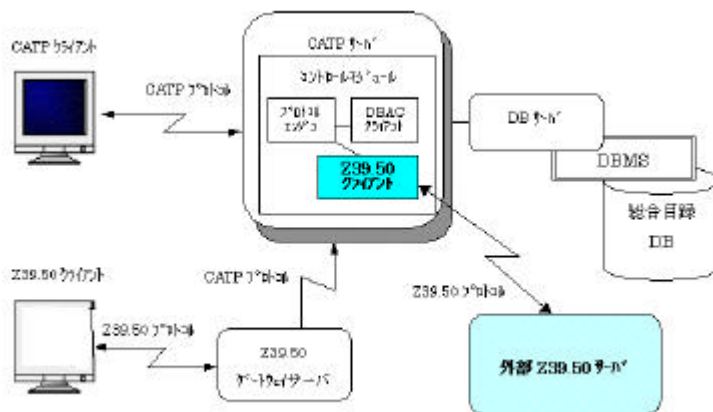 CATP クライアント
CATP サーバ
コントロールモジュール
CATP プロトコル
プロトコル
エンジン
DBAC
クライアント
Z39.50
クライアント
DB サーバ
DBMS
総合目録
DB
Z39.50 クライアント
CATP プロトコル
Z39.50 プロトコル
Z39.50 プロトコル
Z39.50
ゲートウェイサーバ
外部 Z39.50 サーバ